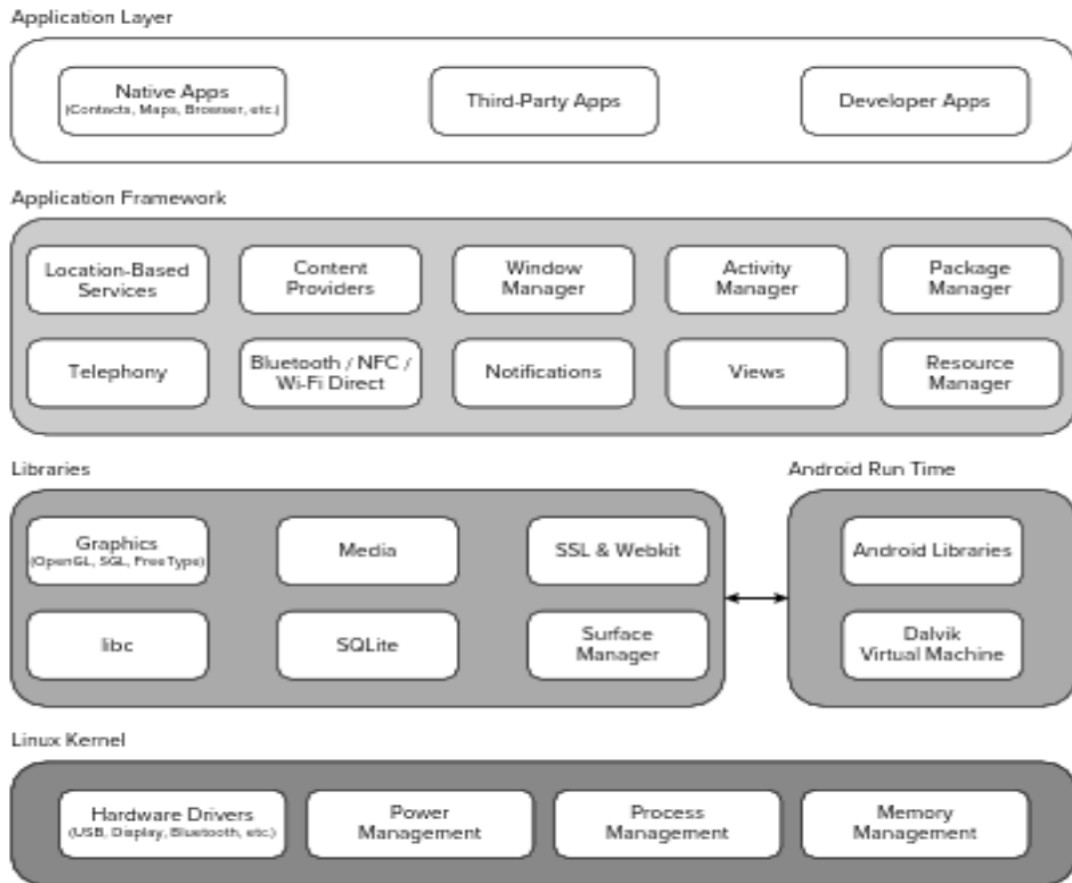 Application Layer
Native Apps
(Contacts, Maps, Browser, etc.)
Third-Party Apps
Developer Apps
Application Framework
Location-Based
Services
Content
Providers
Window
Manager
Activity
Manager
Package
Manager
Telephony
Bluetooth / NFC /
Wi-Fi Direct
Notifications
Views
Resource
Manager
Libraries
Graphics
(OpenGL, SGL, FreeType)
Media
SSL & Webkit
libc
SQLite
Surface
Manager
Android Run Time
Android Libraries
Dalvik
Virtual Machine
Linux Kernel
Hardware Drivers
(USB, Display, Bluetooth, etc.)
Power
Management
Process
Management
Memory
Management